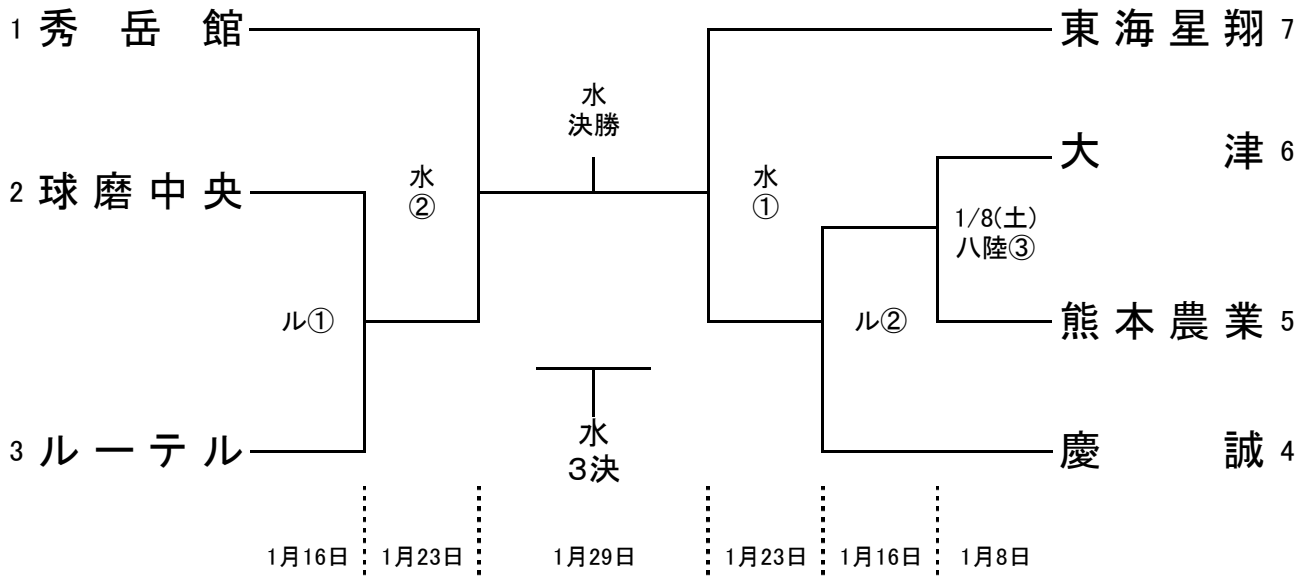 1 秀岳館
2 球磨中央
3 ルーテル
ル①
水
②
水
決勝
水
3決
水
①
ル②
1/8(土)
八陸③
東海星翔 7
大津 6
熊本農業 5
慶誠 4
1月16日 1月23日 1月29日 1月23日 1月16日 1月8日